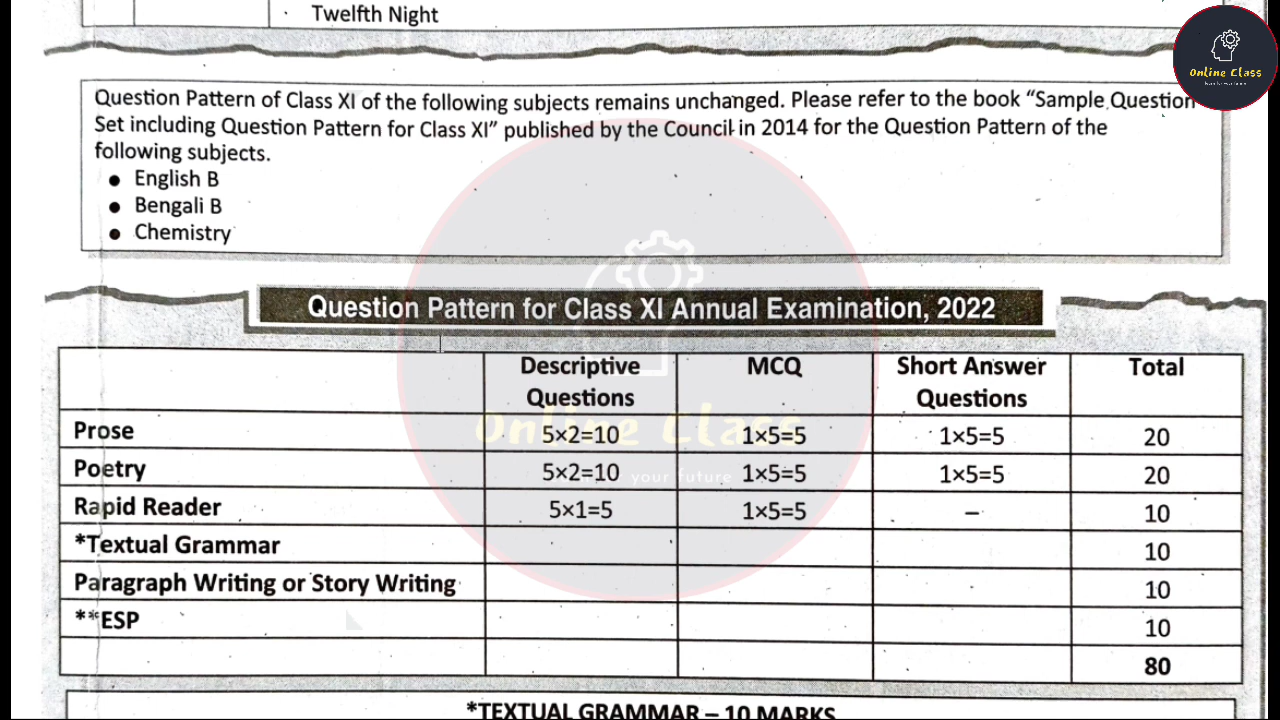 Twelfth Night
Online Class
Question Pattern of Class XI of the following subjects remains unchanged. Please refer to the book “Sample Question
Set including Question Pattern for Class XI” published by the Council in 2014 for the Question Pattern of the
following subjects.
● English B
● Bengali B
● Chemistry
Question Pattern for Class XI Annual Examination, 2022
Descriptive Questions MCQ Short Answer Questions Total
Prose 5×2=10 1×5=5 1×5=5 20
Poetry 5×2=10 1×5=5 1×5=5 20
Rapid Reader 5×1=5 1×5=5 – 10
*Textual Grammar 10
Paragraph Writing or Story Writing 10
**ESP 10
80
Online Class
your future
*TEXTUAL GRAMMAR – 10 MARKS